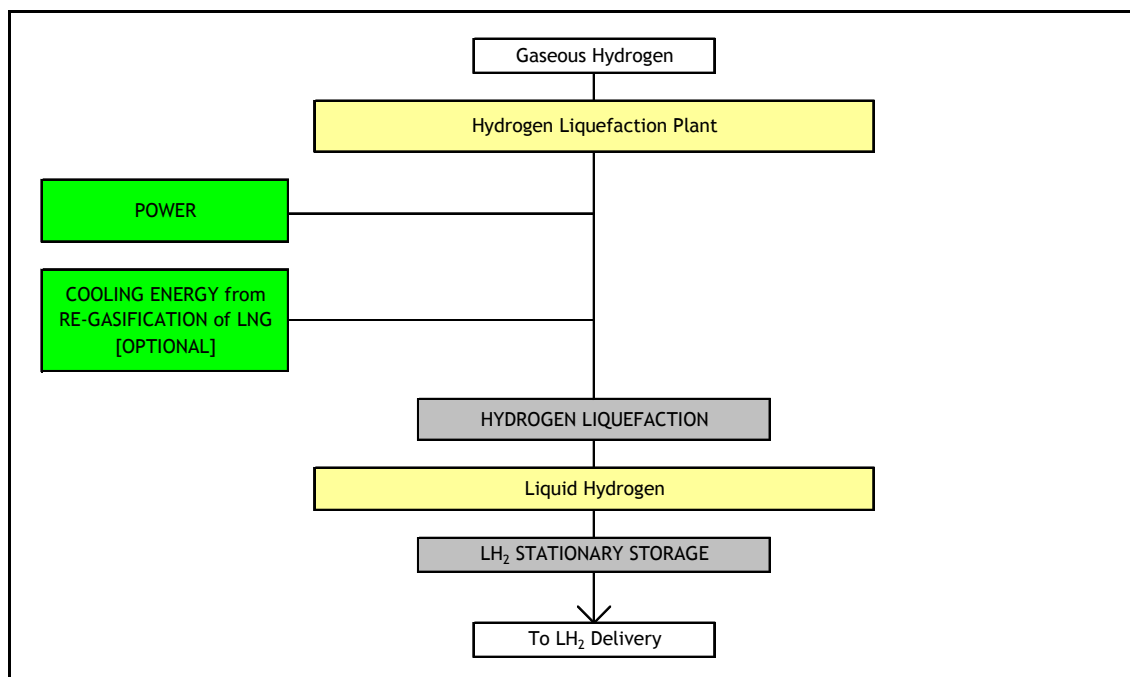 Gaseous Hydrogen
Hydrogen Liquefaction Plant
POWER
COOLING ENERGY from
RE-GASIFICATION of LNG
[OPTIONAL]
HYDROGEN LIQUEFACTION
Liquid Hydrogen
LH₂ STATIONARY STORAGE
To LH₂ Delivery